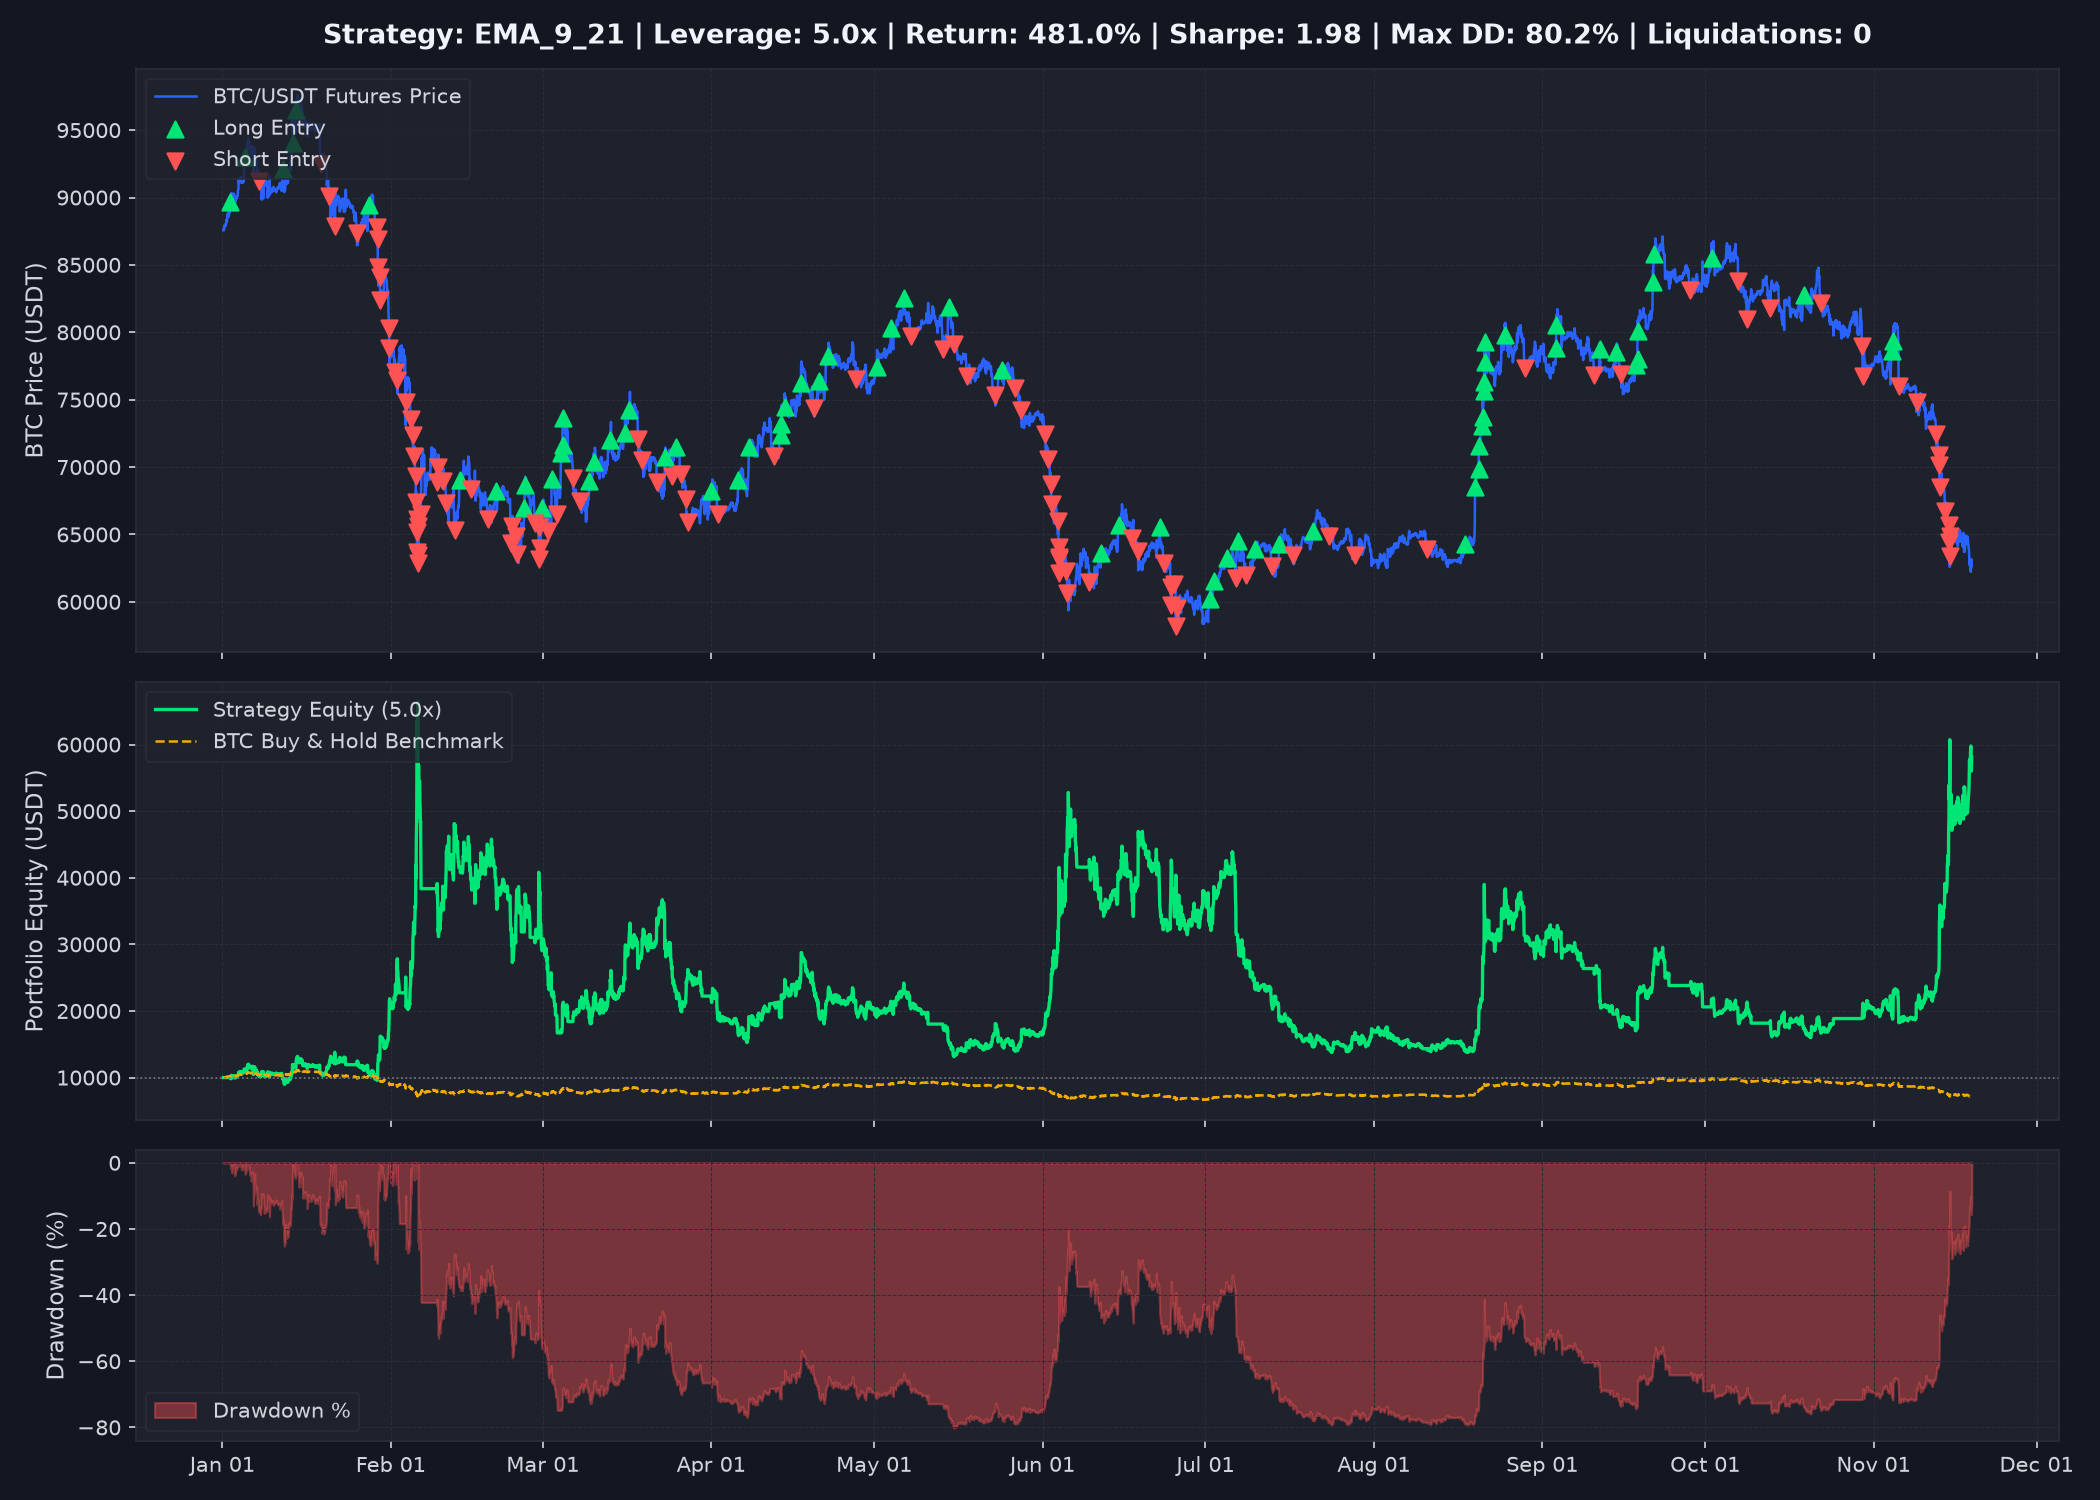 Strategy: EMA_9_21 | Leverage: 5.0x | Return: 481.0% | Sharpe: 1.98 | Max DD: 80.2% | Liquidations: 0
BTC/USDT Futures Price
Long Entry
Short Entry
BTC Price (USDT)
95000
90000
85000
80000
75000
70000
65000
60000
Strategy Equity (5.0x)
BTC Buy & Hold Benchmark
Portfolio Equity (USDT)
60000
50000
40000
30000
20000
10000
Drawdown (%)
0
−20
−40
−60
−80
Drawdown %
Jan 01 Feb 01 Mar 01 Apr 01 May 01 Jun 01 Jul 01 Aug 01 Sep 01 Oct 01 Nov 01 Dec 01